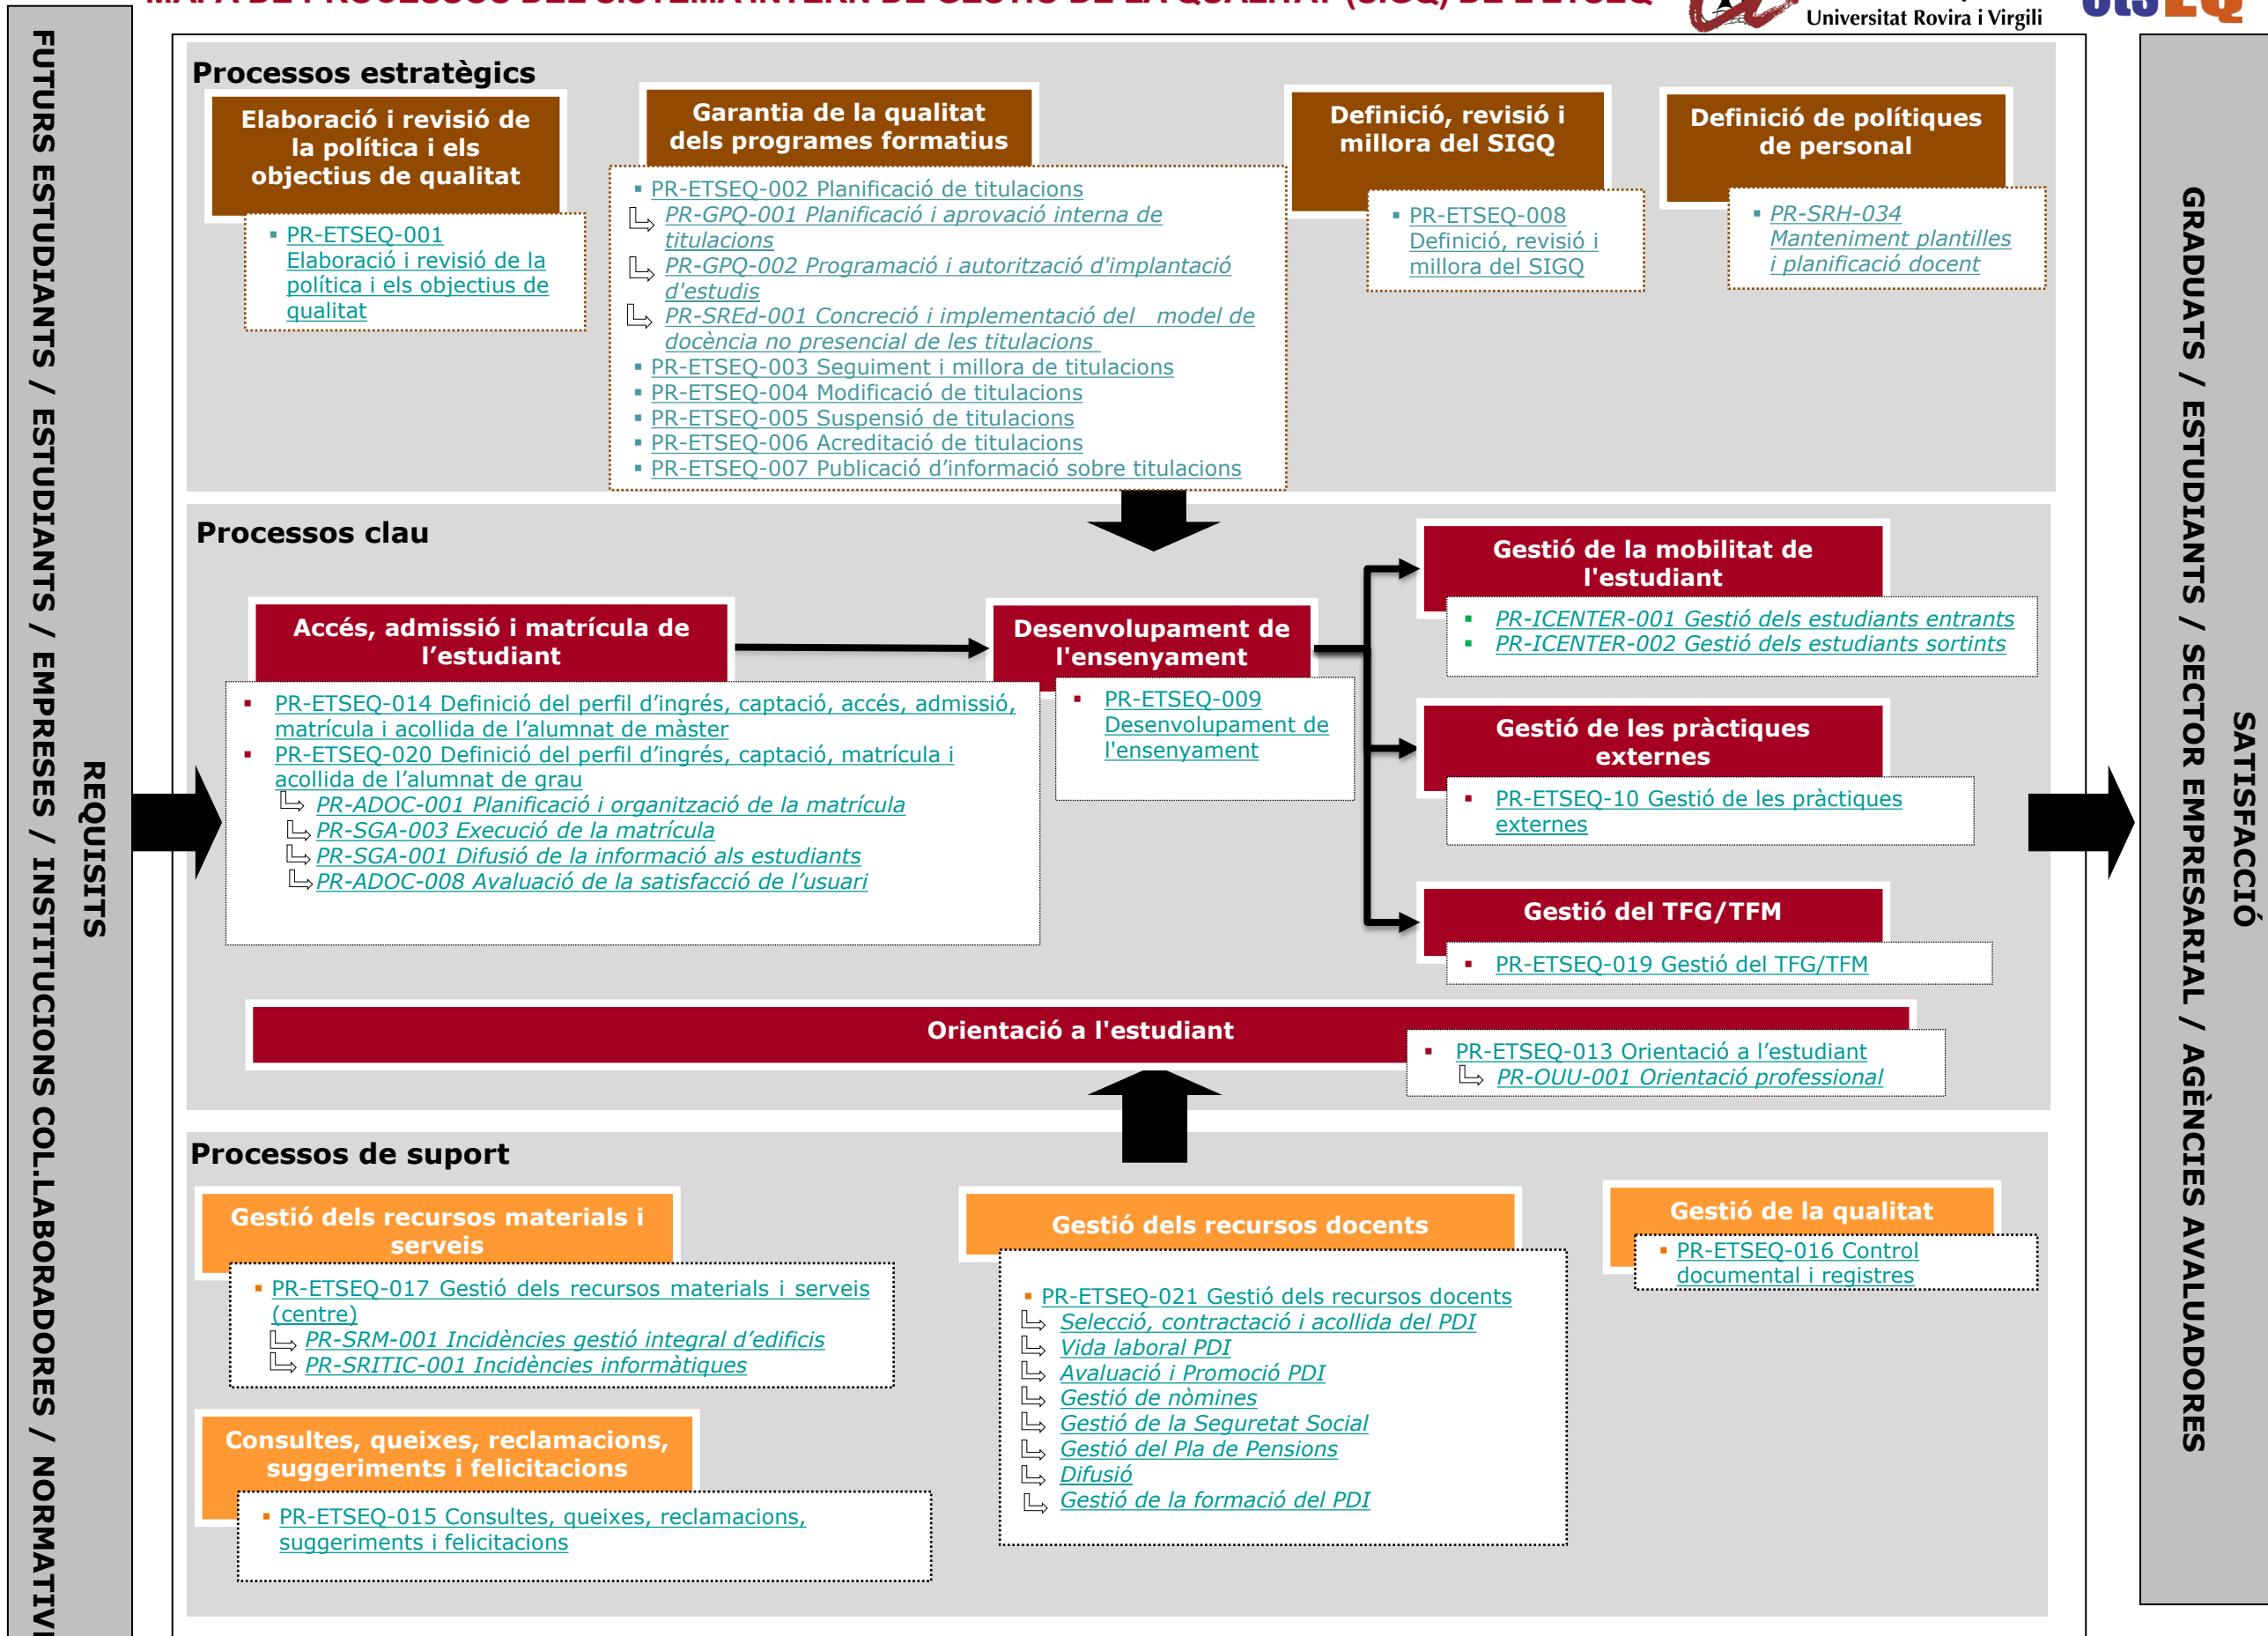 MAPA DE PROCESSOS DEL SISTEMA INTERN DE GESTIÓ DE LA QUALITAT (SIGQ) DE L'ETSEQ
Universitat Rovira i Virgili
etsEQ
FUTURS ESTUDIANTS / ESTUDIANTS / EMPRESES / INSTITUCIONS COL.LABORADORES /
REQUISITS
Processos estratègics
Elaboració i revisió de
la política i els
objectius de qualitat
▪ PR-ETSEQ-001
Elaboració i revisió de la
política i els objectius de
qualitat
Garantia de la qualitat
dels programes formatius
▪ PR-ETSEQ-002 Planificació de titulacions
PR-GPQ-001 Planificació i aprovació interna de
titulacions
PR-GPQ-002 Programació i autorització d'implantació
d'estudis
PR-SREd-001 Concreció i implementació del model de
docència no presencial de les titulacions
▪ PR-ETSEQ-003 Seguiment i millora de titulacions
▪ PR-ETSEQ-004 Modificació de titulacions
▪ PR-ETSEQ-005 Suspensió de titulacions
▪ PR-ETSEQ-006 Acreditació de titulacions
▪ PR-ETSEQ-007 Publicació d’informació sobre titulacions
Definició, revisió i
millora del SIGQ
▪ PR-ETSEQ-008
Definició, revisió i
millora del SIGQ
Definició de polítiques
de personal
▪ PR-SRH-034
Manteniment plantilles
i planificació docent
Processos clau
Accés, admissió i matrícula de
l’estudiant
▪ PR-ETSEQ-014 Definició del perfil d’ingrés, captació, accés, admissió,
matrícula i acollida de l’alumnat de màster
▪ PR-ETSEQ-020 Definició del perfil d’ingrés, captació, matrícula i
acollida de l’alumnat de grau
PR-ADOC-001 Planificació i organització de la matrícula
PR-SGA-003 Execució de la matrícula
PR-SGA-001 Difusió de la informació als estudiants
PR-ADOC-008 Avaluació de la satisfacció de l’usuari
Desenvolupament de
l'ensenyament
▪ PR-ETSEQ-009
Desenvolupament de
l'ensenyament
Gestió de la mobilitat de
l'estudiant
▪ PR-ICENTER-001 Gestió dels estudiants entrants
▪ PR-ICENTER-002 Gestió dels estudiants sortints
Gestió de les pràctiques
externes
▪ PR-ETSEQ-10 Gestió de les pràctiques
externes
Gestió del TFG/TFM
▪ PR-ETSEQ-019 Gestió del TFG/TFM
Orientació a l'estudiant
▪ PR-ETSEQ-013 Orientació a l’estudiant
PR-OUU-001 Orientació professional
Processos de suport
Gestió dels recursos materials i
serveis
▪ PR-ETSEQ-017 Gestió dels recursos materials i serveis
(centre)
PR-SRM-001 Incidències gestió integral d’edificis
PR-SRITIC-001 Incidències informàtiques
Consultes, queixes, reclamacions,
suggeriments i felicitacions
▪ PR-ETSEQ-015 Consultes, queixes, reclamacions,
suggeriments i felicitacions
Gestió dels recursos docents
▪ PR-ETSEQ-021 Gestió dels recursos docents
Selecció, contractació i acollida del PDI
Vida laboral PDI
Avaluació i Promoció PDI
Gestió de nòmines
Gestió de la Seguretat Social
Gestió del Pla de Pensions
Difusió
Gestió de la formació del PDI
Gestió de la qualitat
▪ PR-ETSEQ-016 Control
documental i registres
GRADUATS / ESTUDIANTS / SECTOR EMPRESARIAL / AGÈNCIES AVALUADORES
SATISFACCIÓ